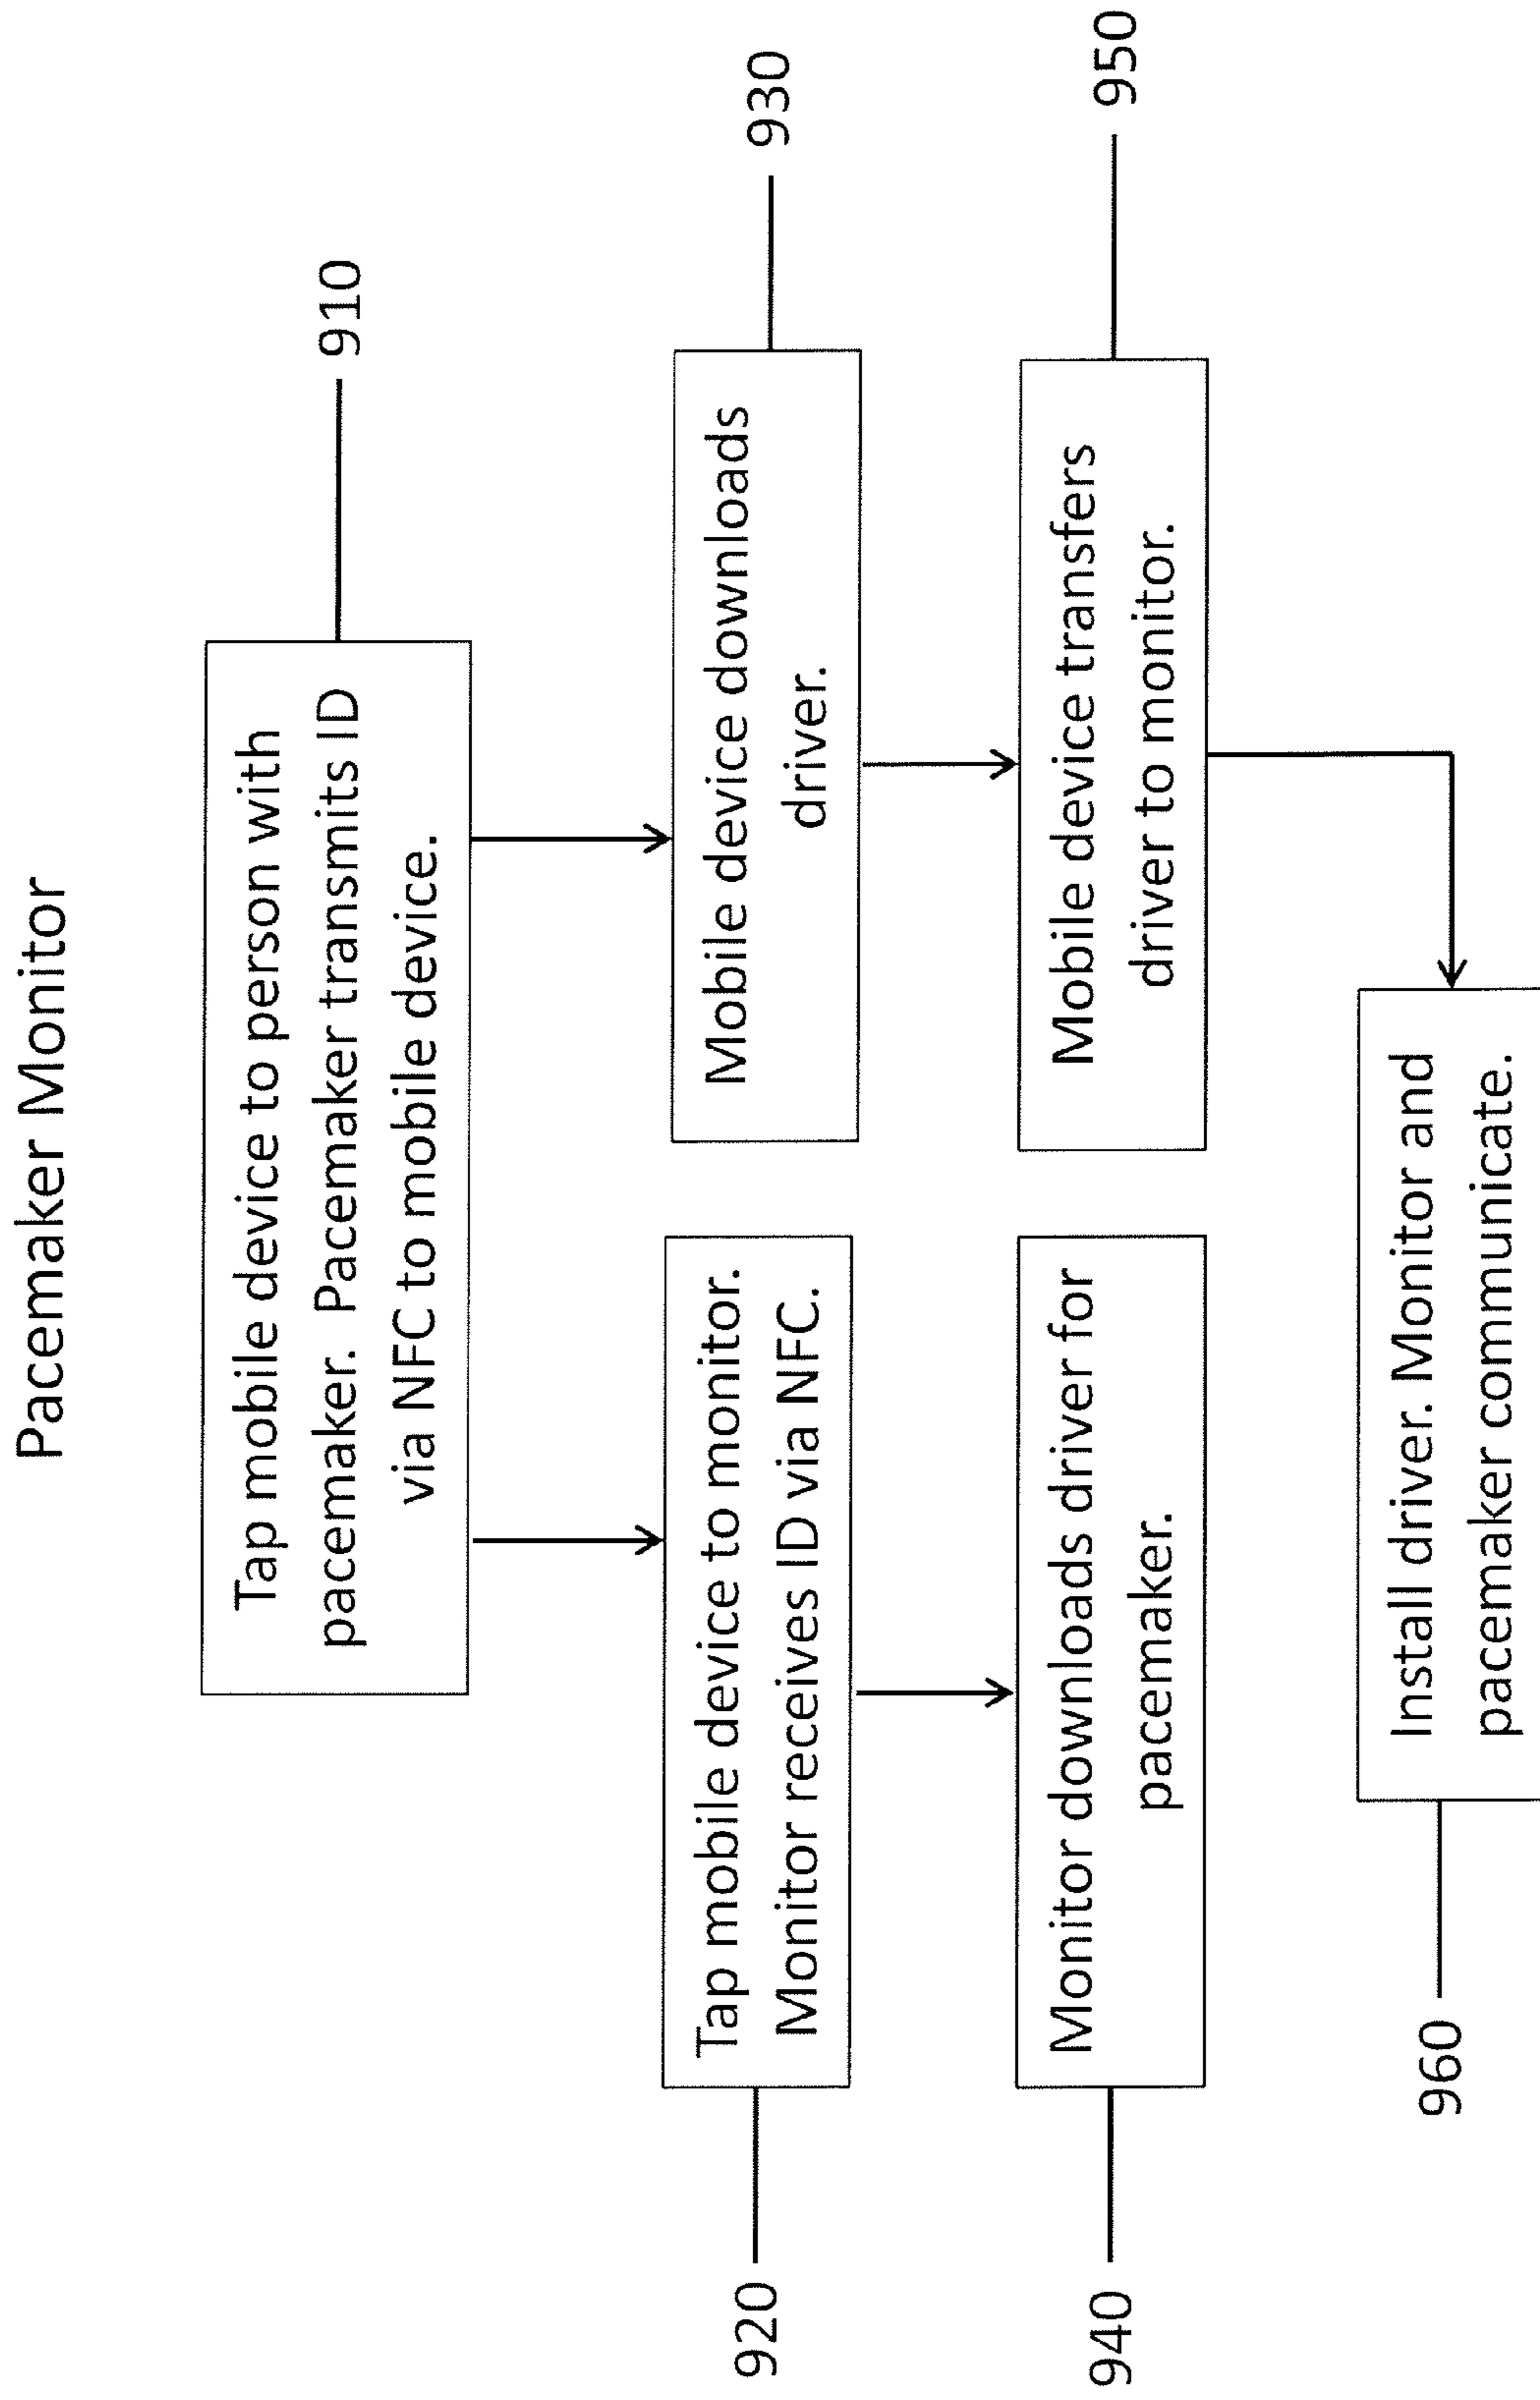 Pacemaker Monitor
Tap mobile device to person with
pacemaker. Pacemaker transmits ID
via NFC to mobile device.
910
920
Tap mobile device to monitor.
Monitor receives ID via NFC.
Mobile device downloads
driver.
930
940
Monitor downloads driver for
pacemaker.
Mobile device transfers
driver to monitor.
950
960
Install driver. Monitor and
pacemaker communicate.